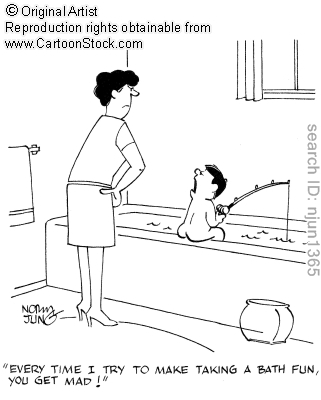 © Original Artist
Reproduction rights obtainable from
www.CartoonStock.com
search ID: njun1365
NORM
JUNG
"EVERY TIME I TRY TO MAKE TAKING A BATH FUN,
YOU GET MAD!"